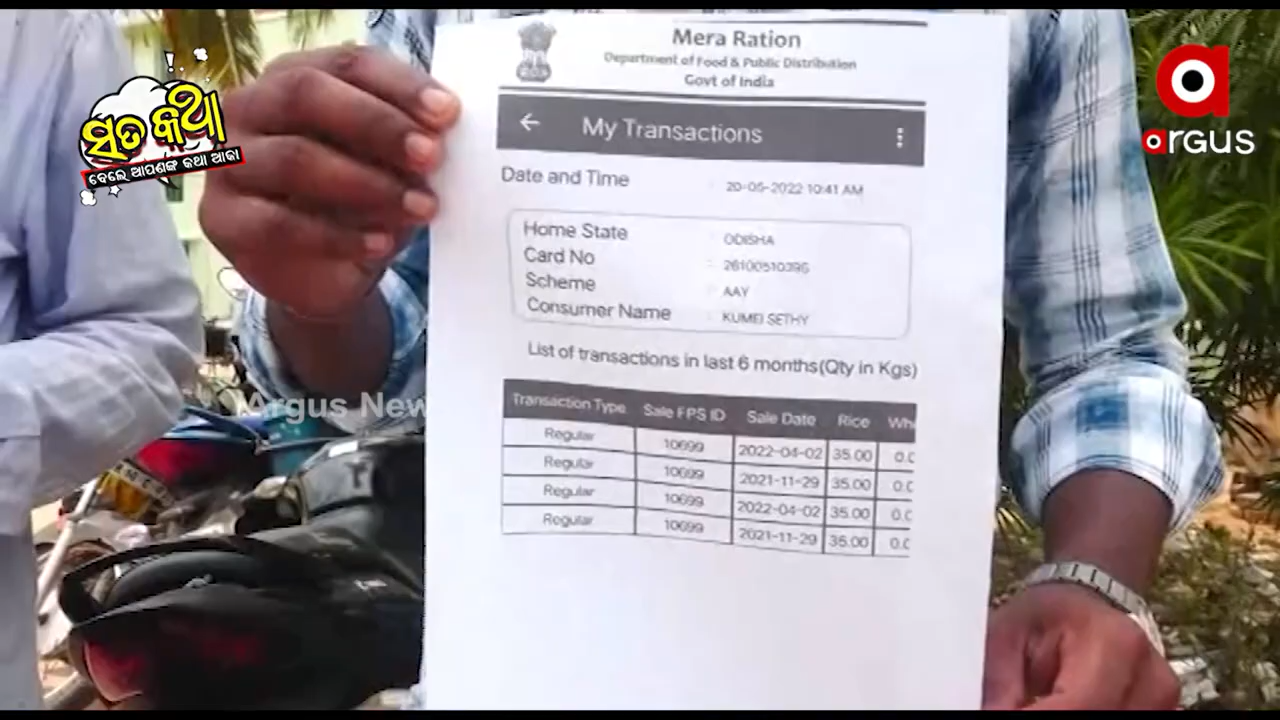 ସତ କଥା
ବେଲେ ଆପଣଙ୍କ କଥା ଆକା
argus
Mera Ration
Department of Food & Public Distribution
Govt of India
My Transactions
Date and Time : 20-05-2022 10:41 AM
Home State : ODISHA
Card No : 26100510395
Scheme : AAY
Consumer Name : KUMEI SETHY
List of transactions in last 6 months(Qty in Kgs)
Transaction Type Sale FPS ID Sale Date Rice
Regular 10699 2022-04-02 35.00
Regular 10699 2021-11-29 35.00
Regular 10699 2022-04-02 35.00
Regular 10699 2021-11-29 35.00
Argus New